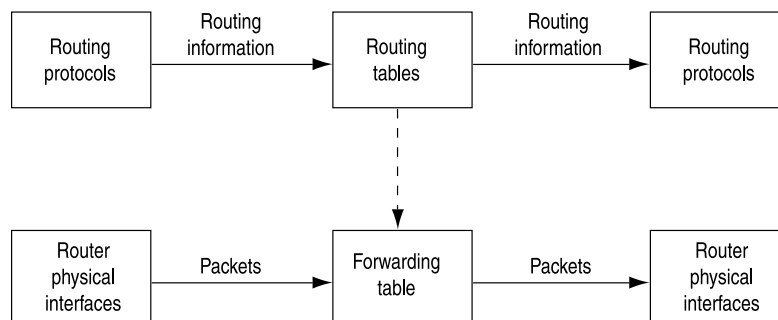 Routing
protocols
Routing
information
Routing
tables
Routing
information
Routing
protocols
Router
physical
interfaces
Packets
Forwarding
table
Packets
Router
physical
interfaces